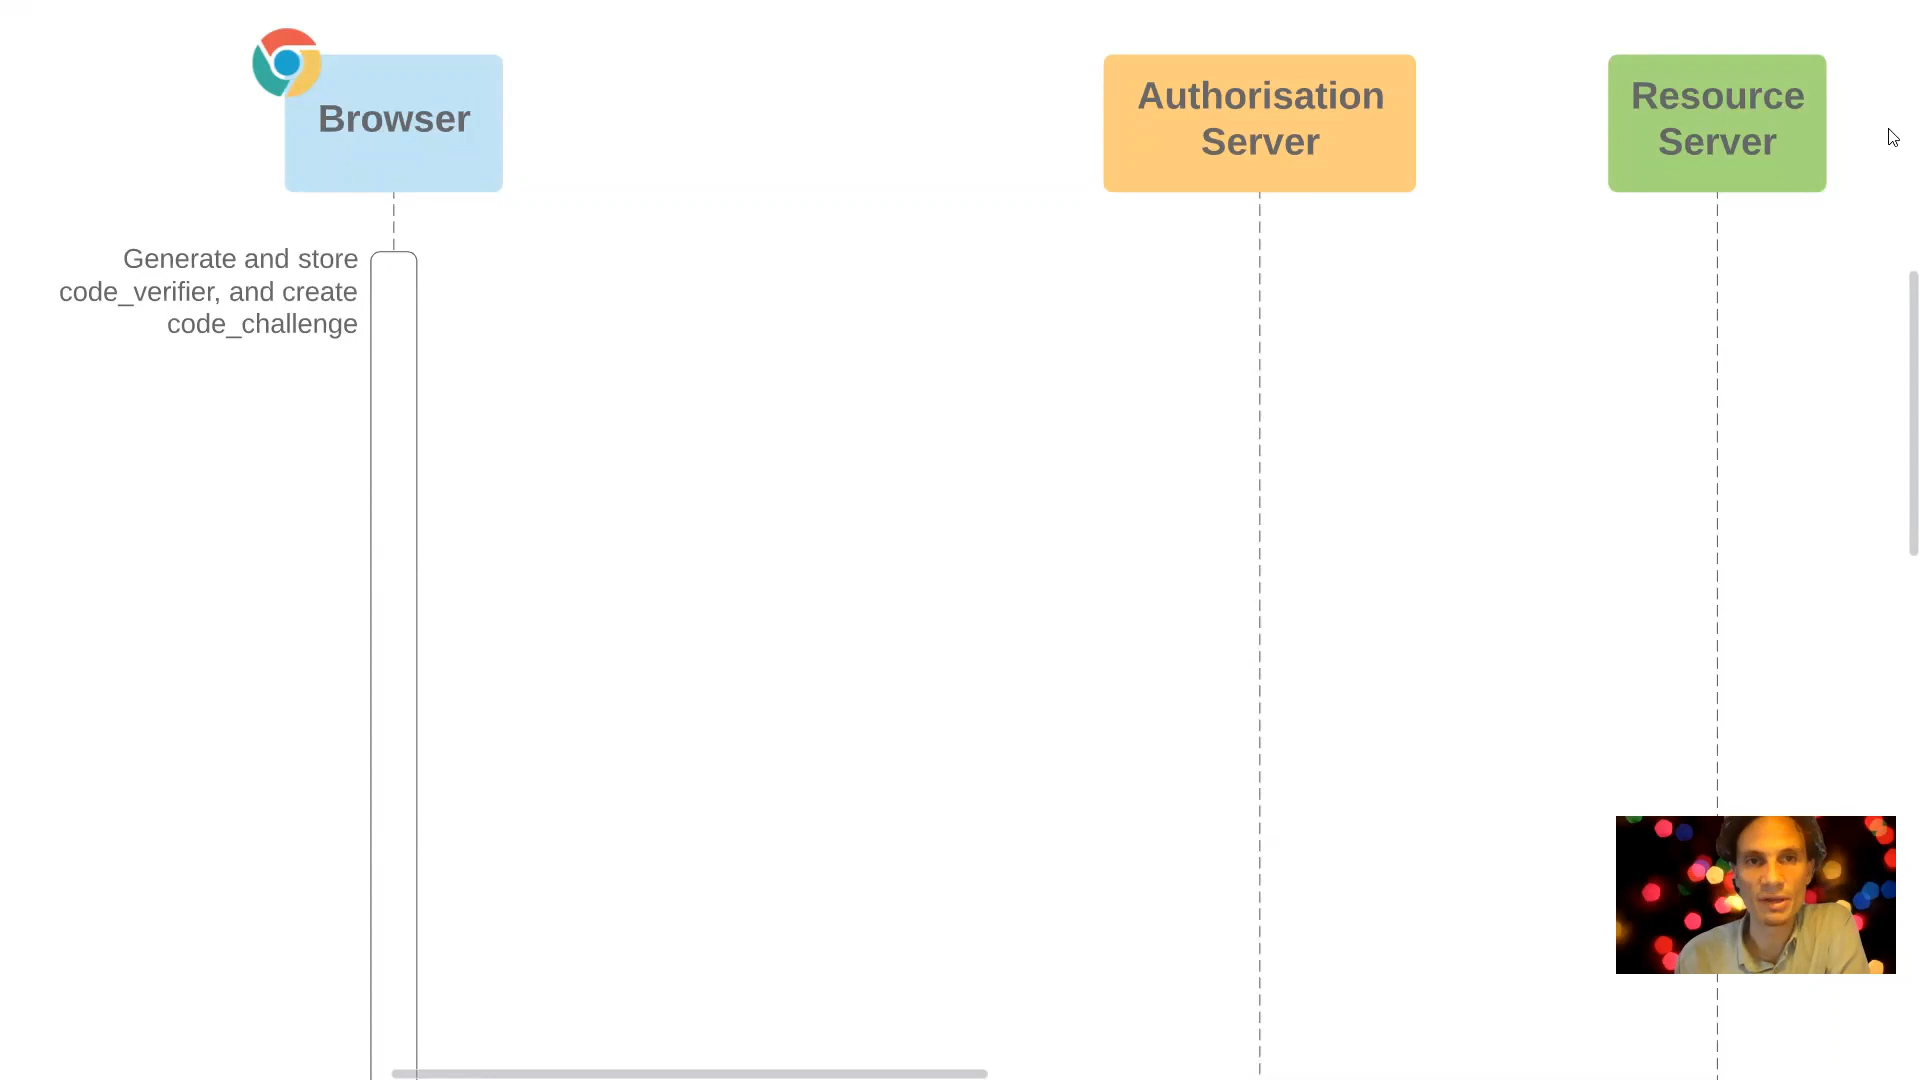 Browser
Authorisation
Server
Resource
Server
Generate and store
code_verifier, and create
code_challenge